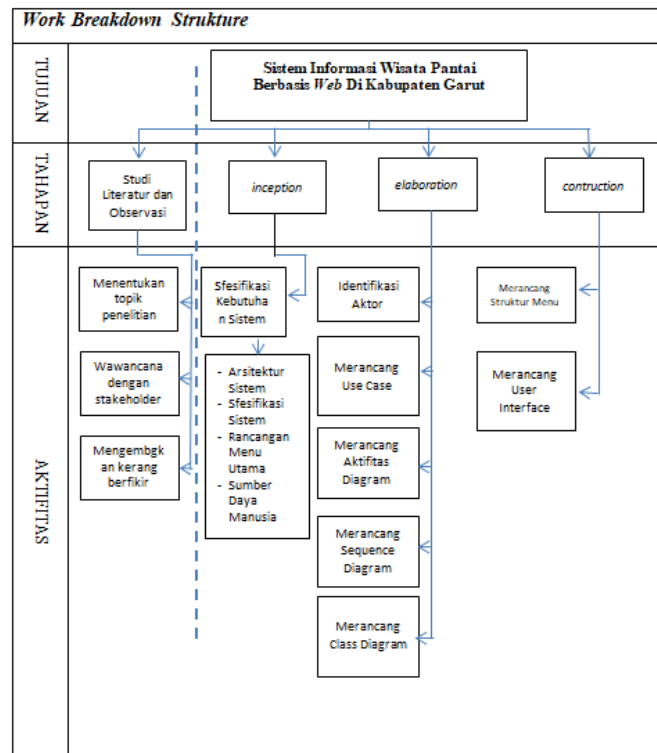 Work Breakdown Strukture
TUJUAN
Sistem Informasi Wisata Pantai
Berbasis Web Di Kabupaten Garut
TAHAPAN
Studi
Literatur dan
Observasi
inception
elaboration
contruction
AKTIFITAS
Menentukan
topik
penelitian
Wawancana
dengan
stakeholder
Mengembgk
an kerang
berfikir
Sfesifikasi
Kebutuha
n Sistem
- Arsitektur
Sistem
- Sfesifikasi
Sistem
- Rancangan
Menu
Utama
- Sumber
Daya
Manusia
Identifikasi
Aktor
Merancang
Use Case
Merancang
Aktifitas
Diagram
Merancang
Sequence
Diagram
Merancang
Class Diagram
Merancang
Struktur Menu
Merancang
User
Interface